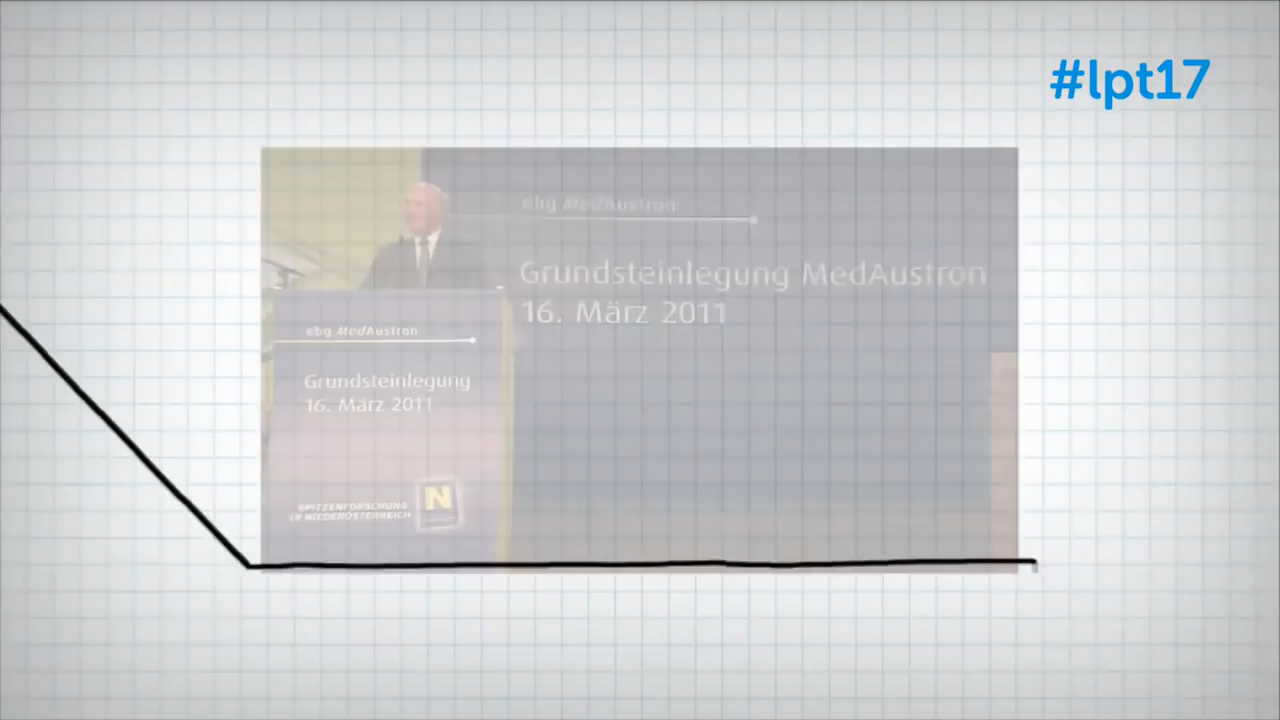 #lpt17
ebg MedAustron
Grundsteinlegung MedAustron
16. März 2011
ebg MedAustron
Grundsteinlegung
16. März 2011
N
SPITZENFORSCHUNG
IN NIEDERÖSTERREICH